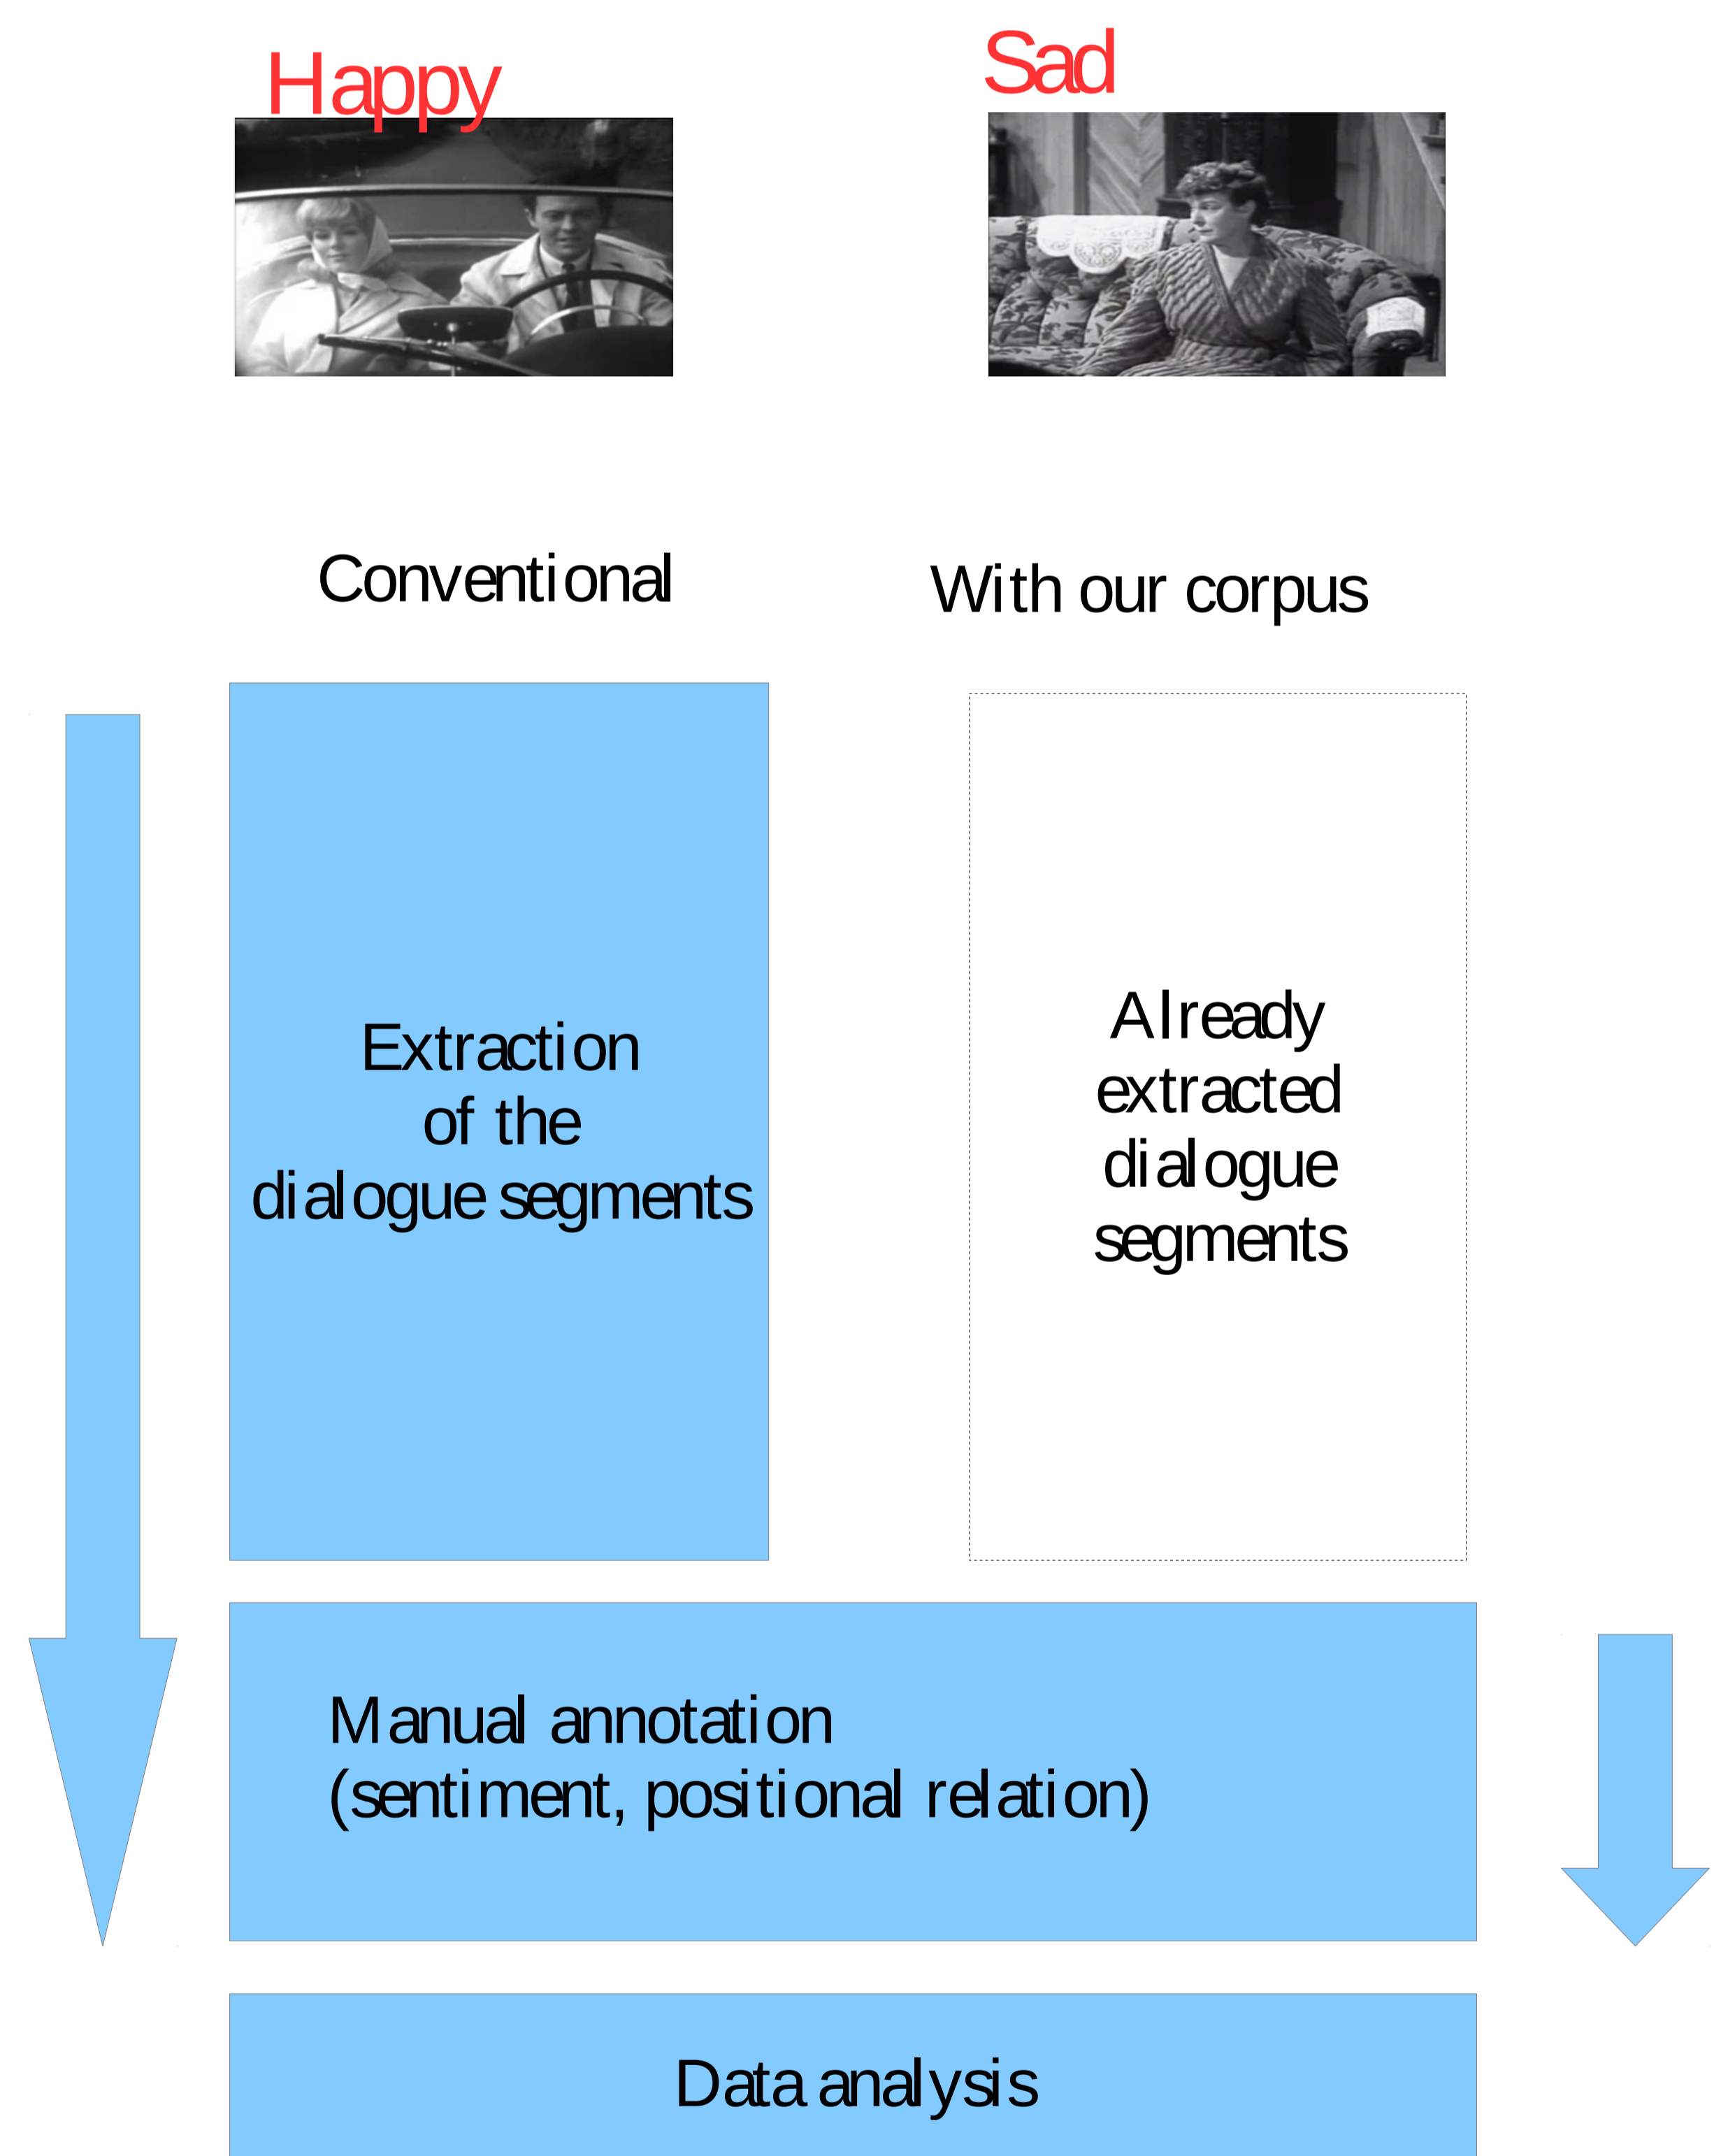 Happy
Sad
Conventional
With our corpus
Extraction
of the
dialogue segments
Already
extracted
dialogue
segments
Manual annotation
(sentiment, positional relation)
Data analysis